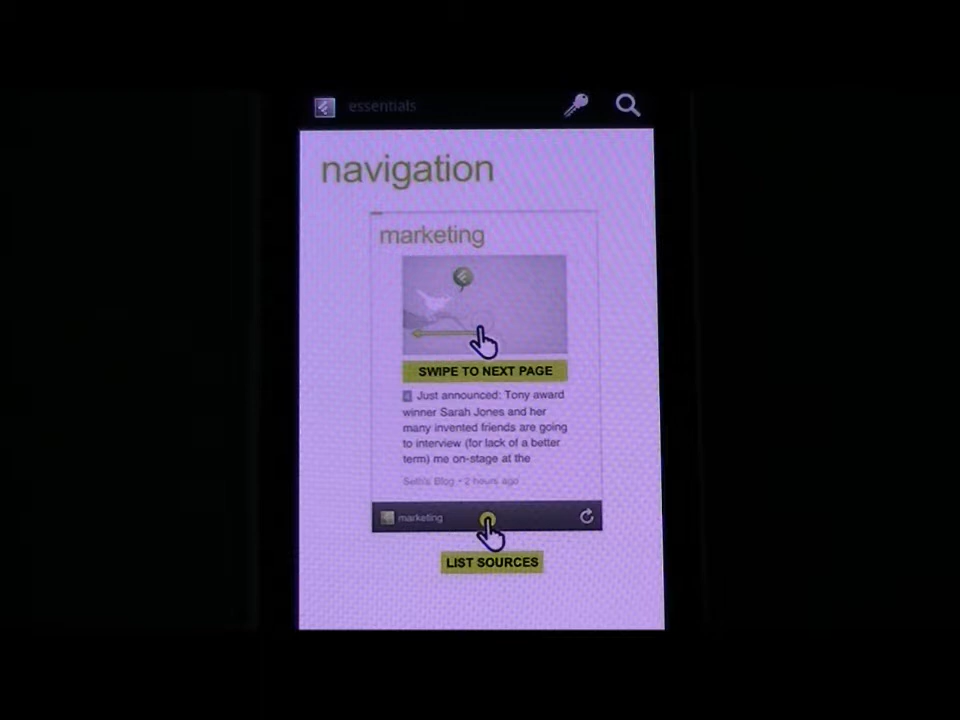 essentials
navigation
marketing
SWIPE TO NEXT PAGE
Just announced: Tony award
winner Sarah Jones and her
many invented friends are going
to interview (for lack of a better
term) me on-stage at the
Seth's Blog • 2 hours ago
marketing
LIST SOURCES